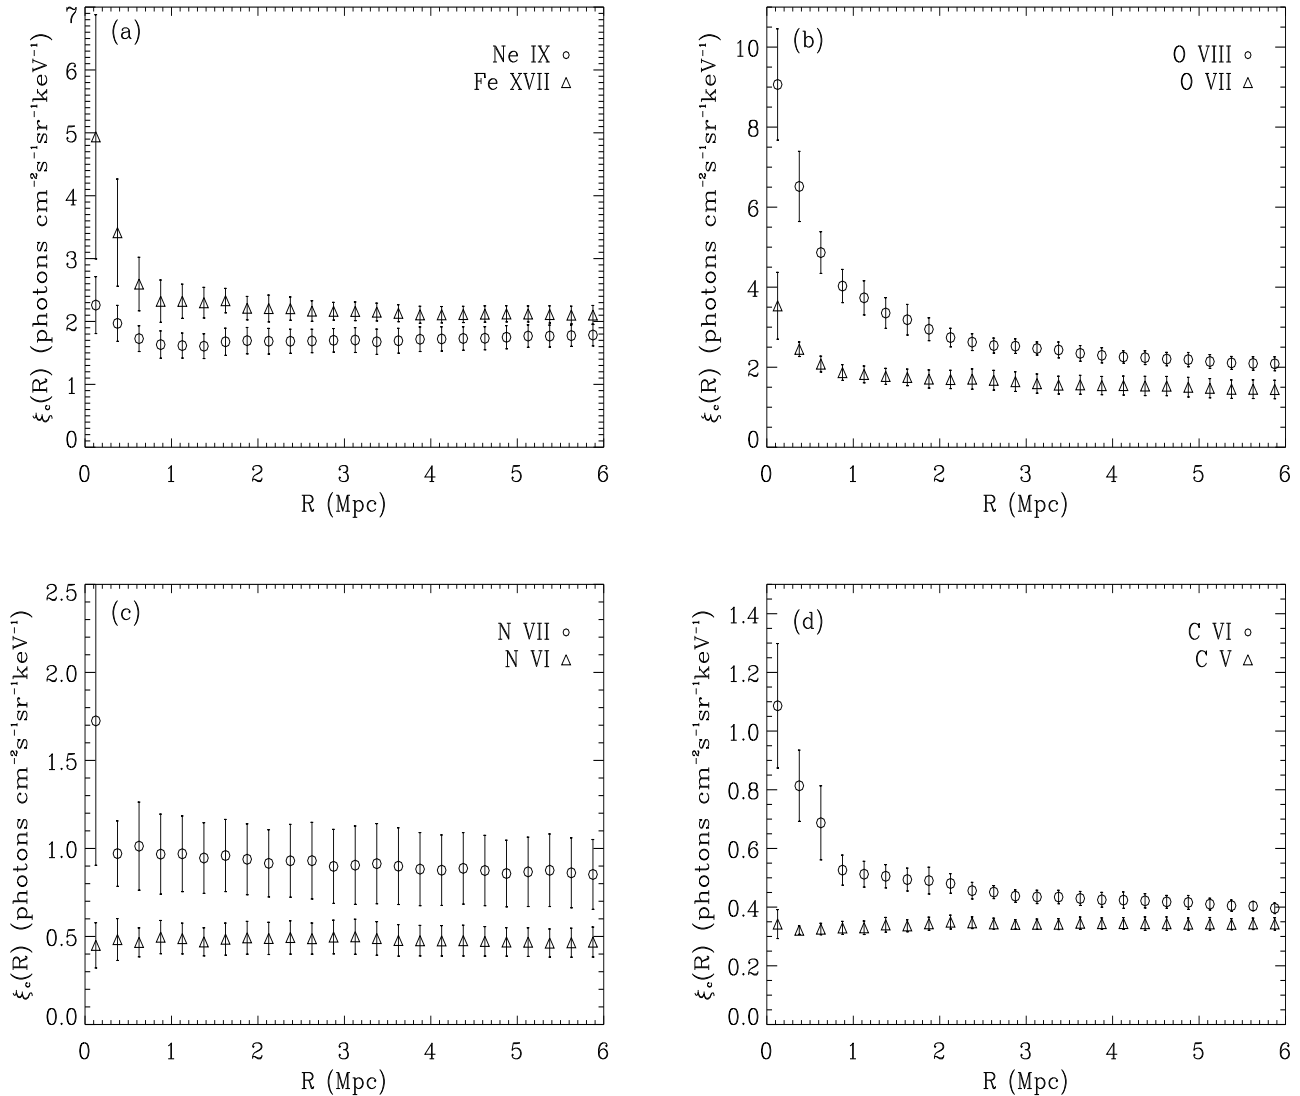 (a)
Ne IX
Fe XVII
7
6
5
4
3
2
1
0
0 1 2 3 4 5 6
R (Mpc)
ξc(R) (photons cm⁻²s⁻¹sr⁻¹keV⁻¹)
(b)
O VIII
O VII
10
8
6
4
2
0
0 1 2 3 4 5 6
R (Mpc)
ξc(R) (photons cm⁻²s⁻¹sr⁻¹keV⁻¹)
(c)
N VII
N VI
2.5
2.0
1.5
1.0
0.5
0.0
0 1 2 3 4 5 6
R (Mpc)
ξc(R) (photons cm⁻²s⁻¹sr⁻¹keV⁻¹)
(d)
C VI
C V
1.4
1.2
1.0
0.8
0.6
0.4
0.2
0.0
0 1 2 3 4 5 6
R (Mpc)
ξc(R) (photons cm⁻²s⁻¹sr⁻¹keV⁻¹)